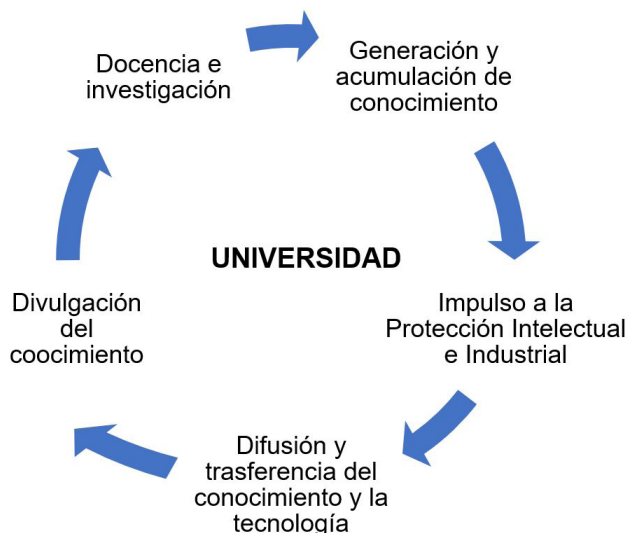 Docencia e
investigación
Generación y
acumulación de
conocimiento
UNIVERSIDAD
Impulso a la
Protección Intelectual
e Industrial
Difusión y
trasferencia del
conocimiento y la
tecnología
Divulgación
del
coocimiento